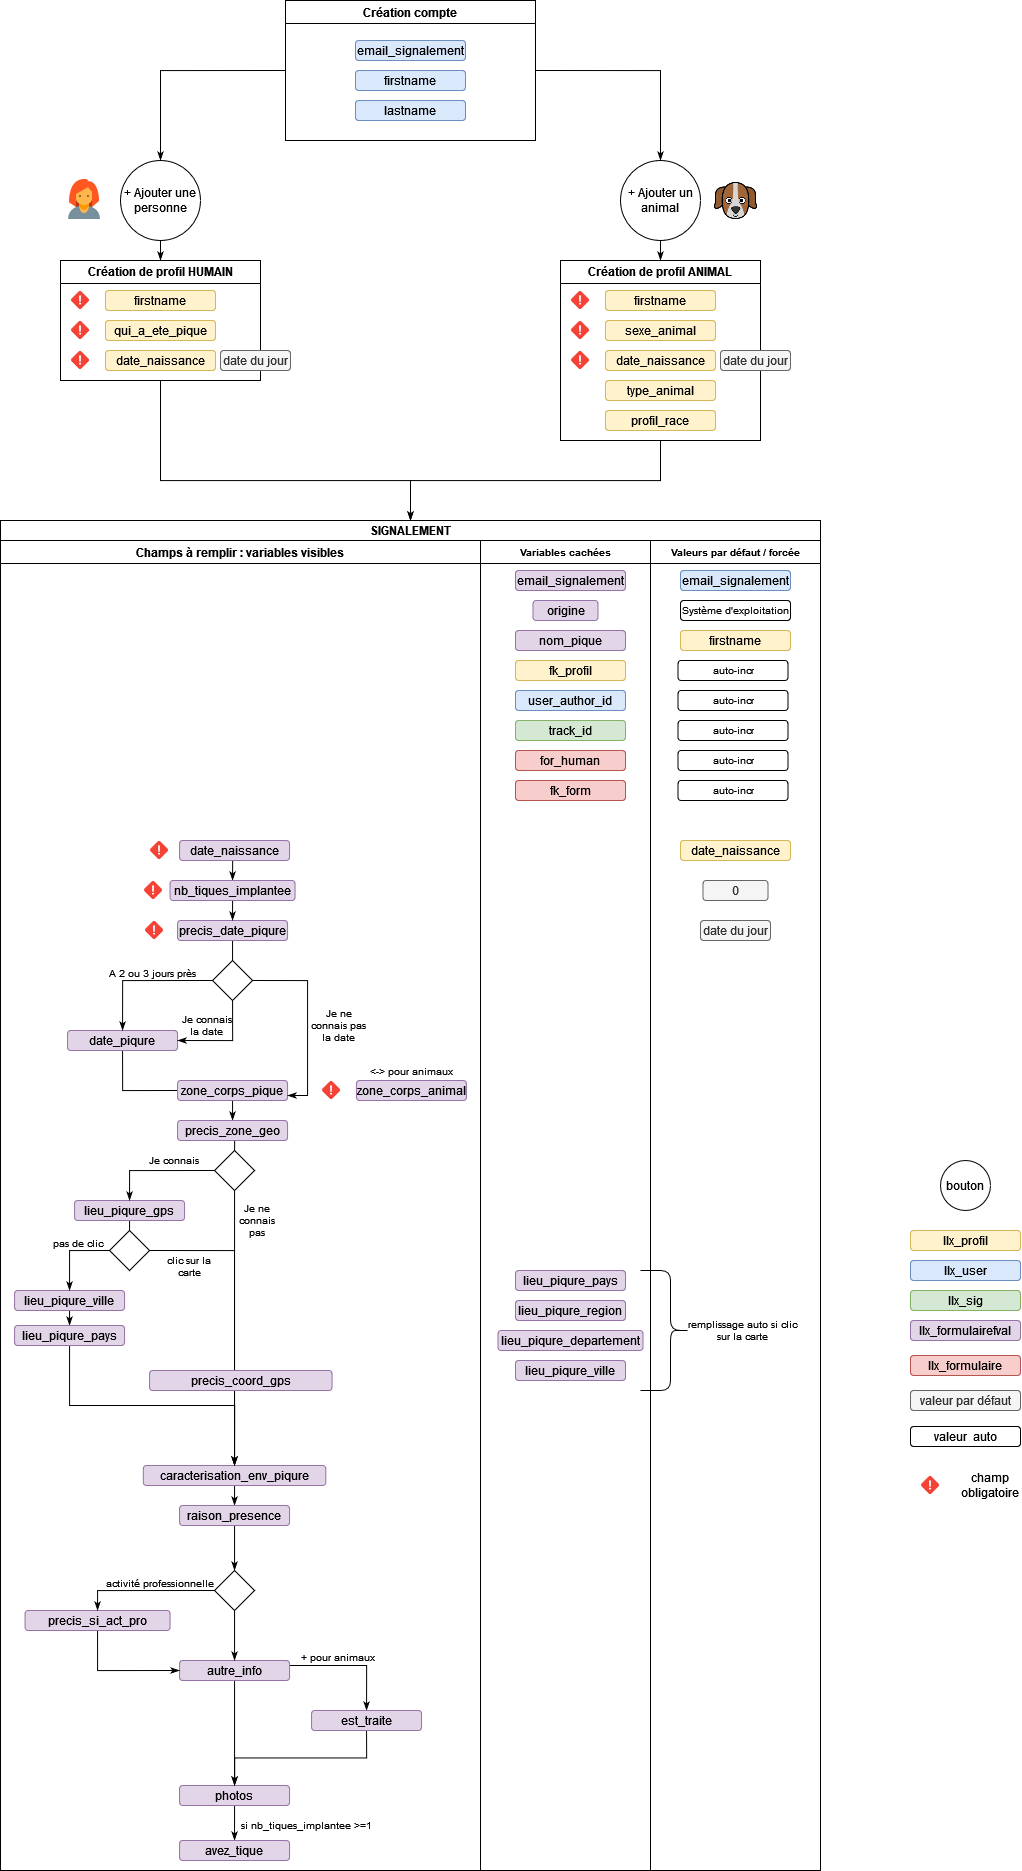 Création compte
email_signalement
firstname
lastname
+ Ajouter une
personne
+ Ajouter un
animal
Création de profil HUMAIN
! firstname
! qui_a_ete_pique
! date_naissance date du jour
Création de profil ANIMAL
! firstname
! sexe_animal
! date_naissance date du jour
type_animal
profil_race
SIGNALEMENT
Champs à remplir : variables visibles
Variables cachées
Valeurs par défaut / forcée
email_signalement email_signalement
origine Système d'exploitation
nom_pique firstname
fk_profil auto-incr
user_author_id auto-incr
track_id auto-incr
for_human auto-incr
fk_form auto-incr
! date_naissance date_naissance
! nb_tiques_implantee 0
! precis_date_piqure date du jour
A 2 ou 3 jours près
Je connais
la date
Je ne
connais pas
la date
date_piqure
<-> pour animaux
zone_corps_pique ! zone_corps_animal
precis_zone_geo
Je connais
Je ne
connais
pas
lieu_piqure_gps
pas de clic
clic sur la
carte
lieu_piqure_ville
lieu_piqure_pays
lieu_piqure_pays
lieu_piqure_region
lieu_piqure_departement
lieu_piqure_ville
remplissage auto si clic
sur la carte
precis_coord_gps
caracterisation_env_piqure
raison_presence
activité professionnelle
precis_si_act_pro
autre_info
+ pour animaux
est_traite
photos
si nb_tiques_implantee >=1
avez_tique
bouton
llx_profil
llx_user
llx_sig
llx_formulairefval
llx_formulaire
valeur par défaut
valeur auto
! champ
obligatoire